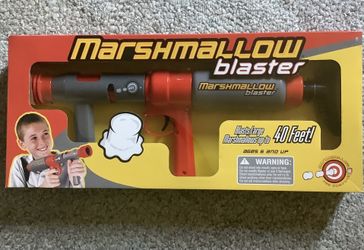 MARSHMALLOW
blaster
MARSHMALLOW
blaster
Blasts Large
Marshmallows up to
40 Feet!
AGES 6 AND UP
WARNING: